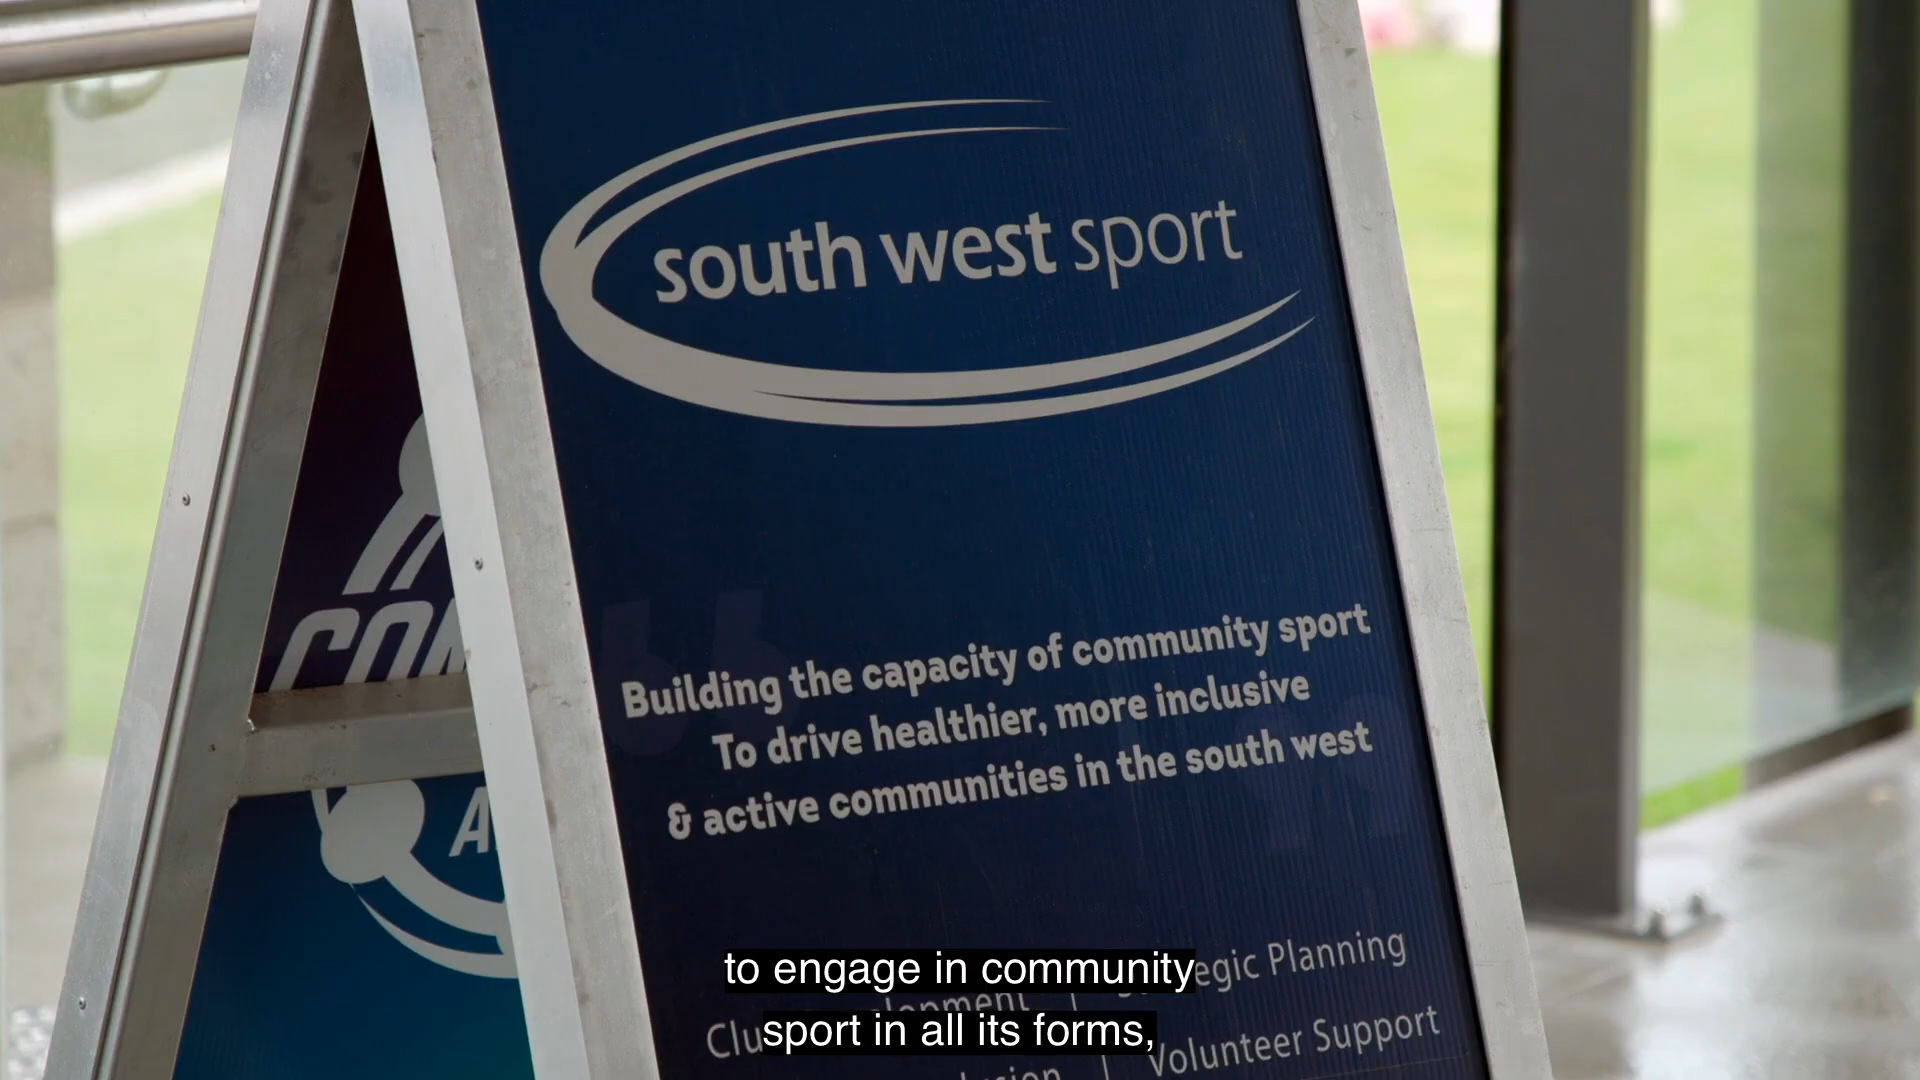 south west sport
Building the capacity of community sport
To drive healthier, more inclusive
& active communities in the south west
Planning
Volunteer Support
to engage in community
sport in all its forms,